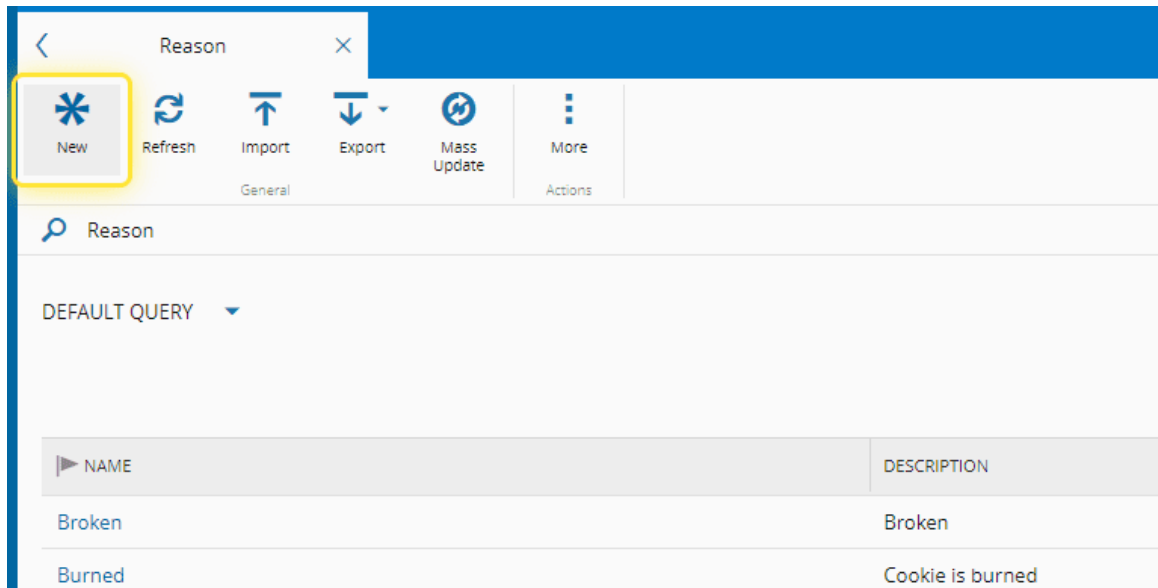 Reason
New
Refresh
Import
Export
Mass
Update
More
General
Actions
Reason
DEFAULT QUERY
NAME
DESCRIPTION
Broken
Broken
Burned
Cookie is burned